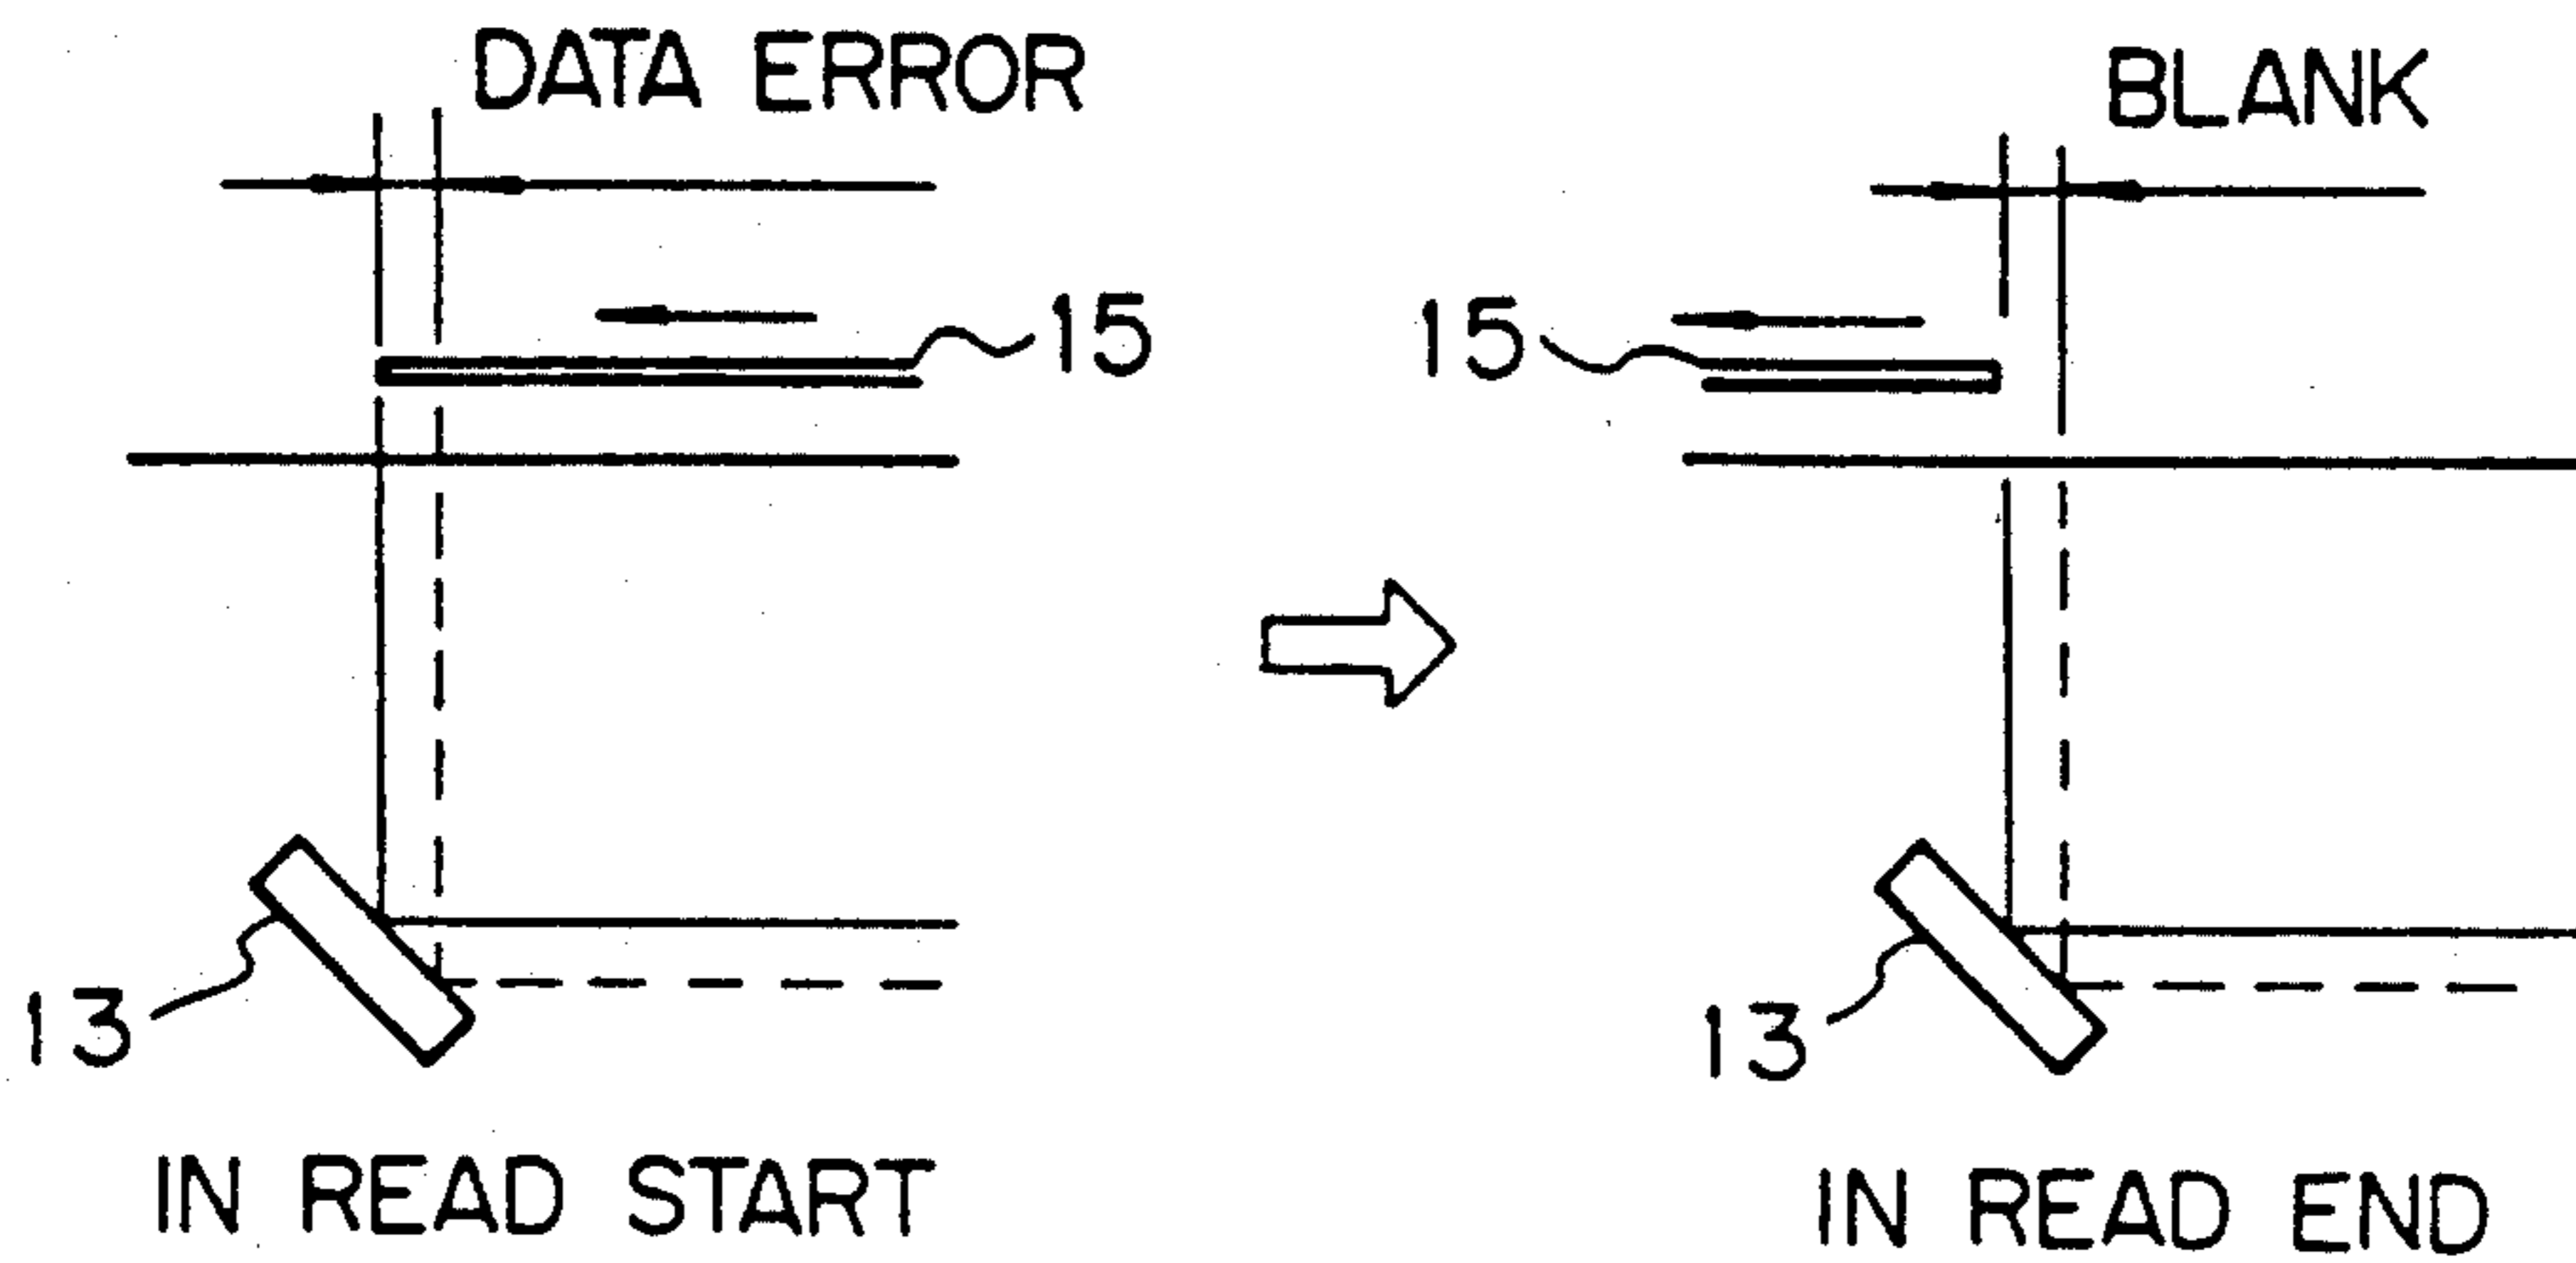 DATA ERROR
BLANK
15
15
13
13
IN READ START
IN READ END